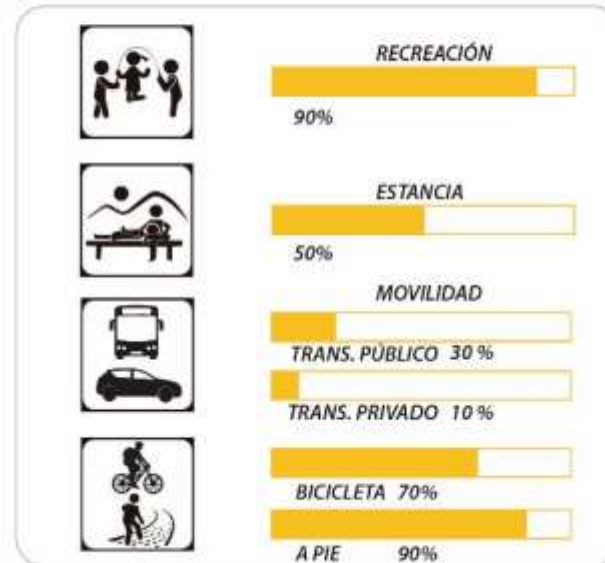 RECREACIÓN
90%
ESTANCIA
50%
MOVILIDAD
TRANS. PÚBLICO 30 %
TRANS. PRIVADO 10 %
BICICLETA 70%
A PIE 90%